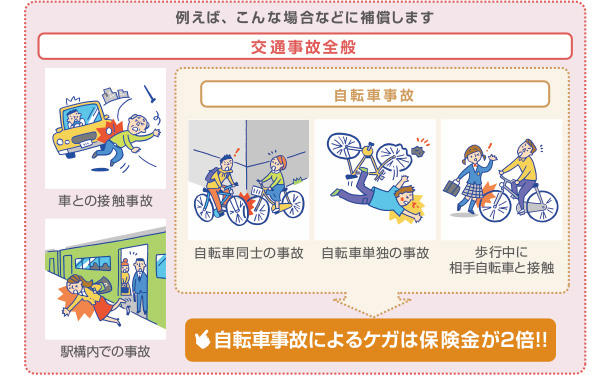 例えば、こんな場合などに補償します
交通事故全般
自転車事故
車との接触事故
自転車同士の事故
自転車単独の事故
歩行中に
相手自転車と接触
駅構内での事故
自転車事故によるケガは保険金が2倍!!